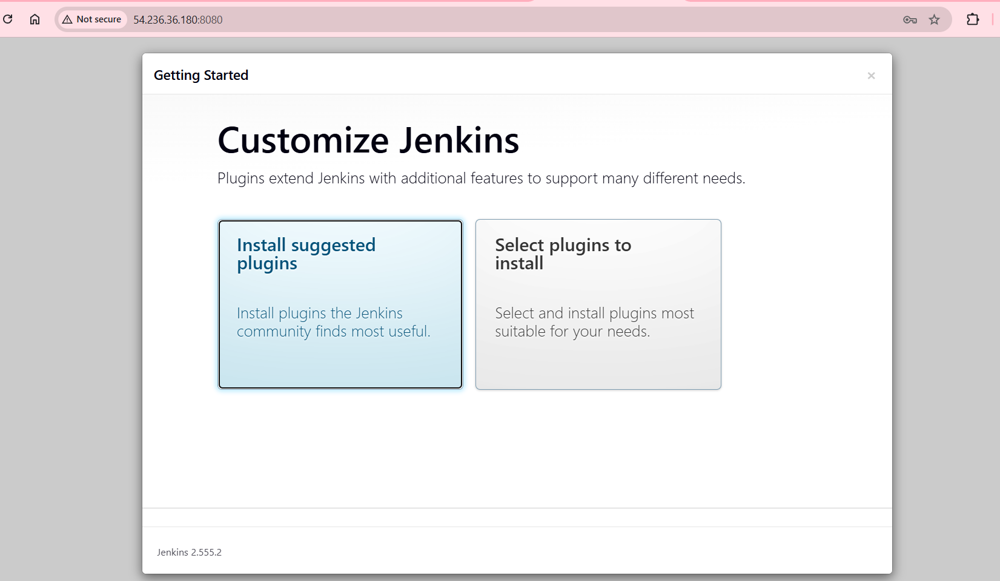 Not secure 54.236.36.180:8080
Getting Started ×
Customize Jenkins
Plugins extend Jenkins with additional features to support many different needs.
Install suggested
plugins
Install plugins the Jenkins
community finds most useful.
Select plugins to
install
Select and install plugins most
suitable for your needs.
Jenkins 2.555.2